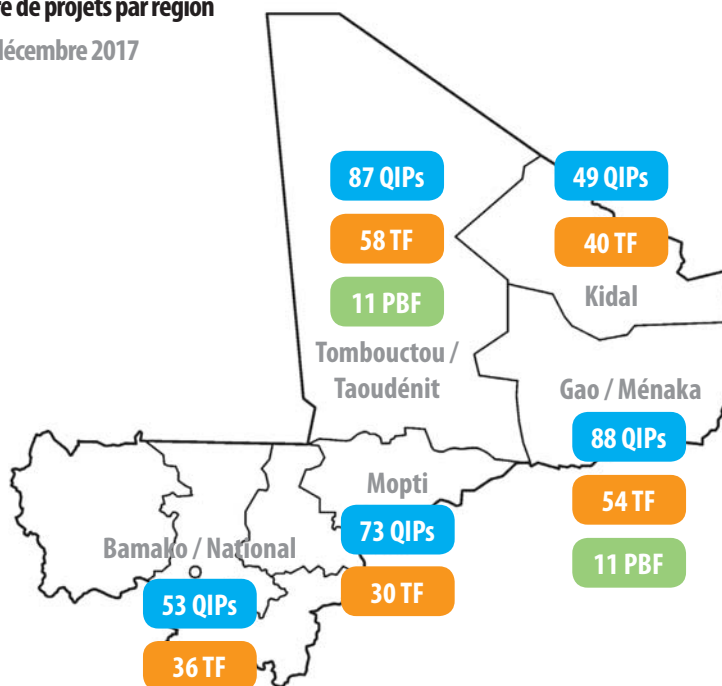 de projets par région
décembre 2017
87 QIPs
58 TF
11 PBF
Tombouctou /
Taoudénit
49 QIPs
40 TF
Kidal
Gao / Ménaka
88 QIPs
54 TF
11 PBF
Mopti
73 QIPs
30 TF
Bamako / National
53 QIPs
36 TF